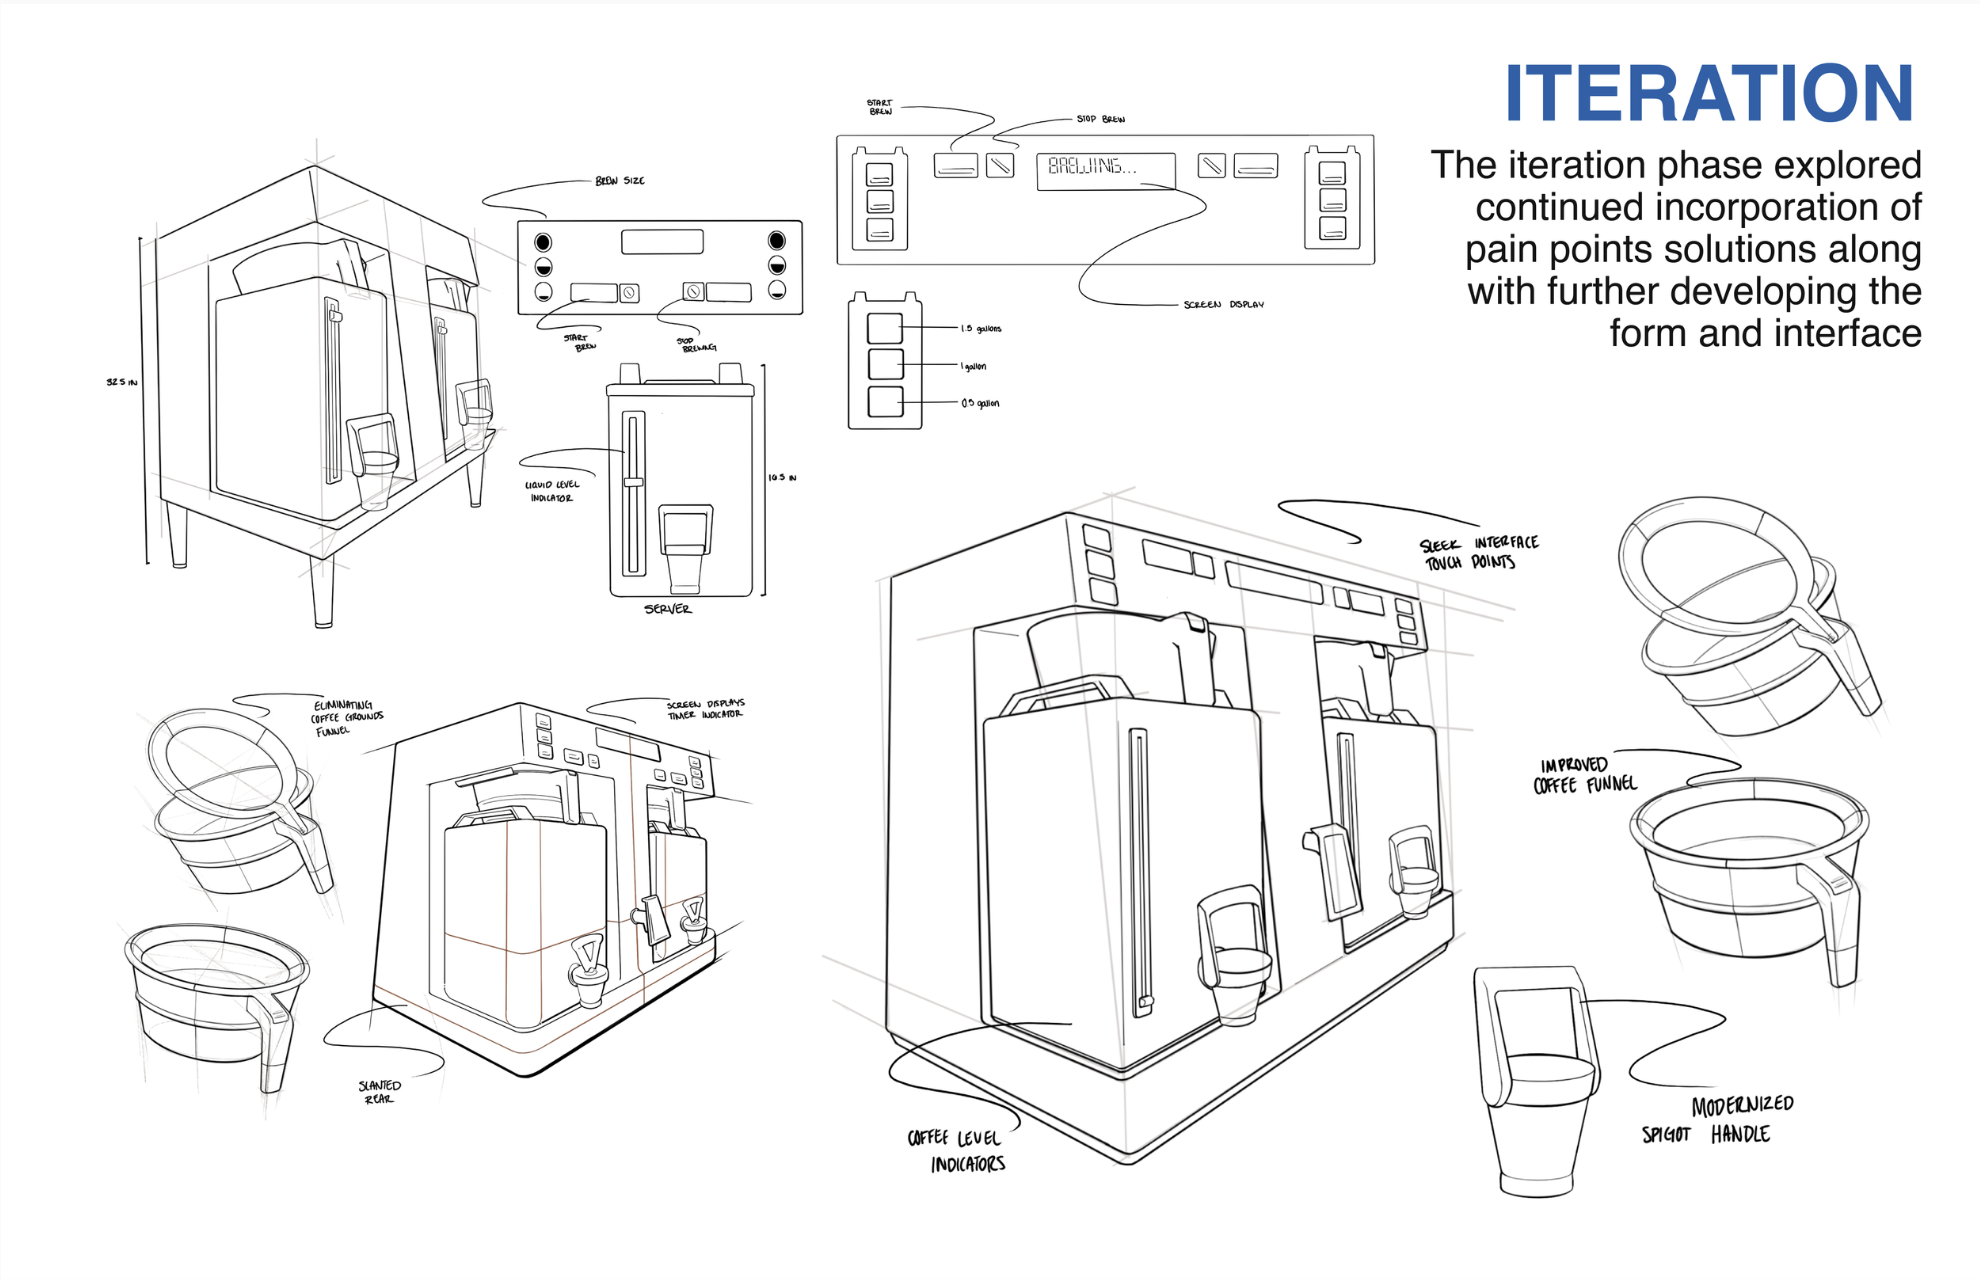 ITERATION
The iteration phase explored
continued incorporation of
pain points solutions along
with further developing the
form and interface
START
BREW
STOP BREW
BREWING...
SCREEN DISPLAY
1.5 gallons
1 gallon
0.5 gallon
BREW SIZE
START
BREW
STOP
BREWING
32.5 IN
LIQUID LEVEL
INDICATOR
16.5 IN
SERVER
ELIMINATING
COFFEE GROUNDS
FUNNEL
SCREEN DISPLAYS
TIMER INDICATOR
SLANTED
REAR
SLEEK INTERFACE
TOUCH POINTS
IMPROVED
COFFEE FUNNEL
COFFEE LEVEL
INDICATORS
MODERNIZED
SPIGOT HANDLE